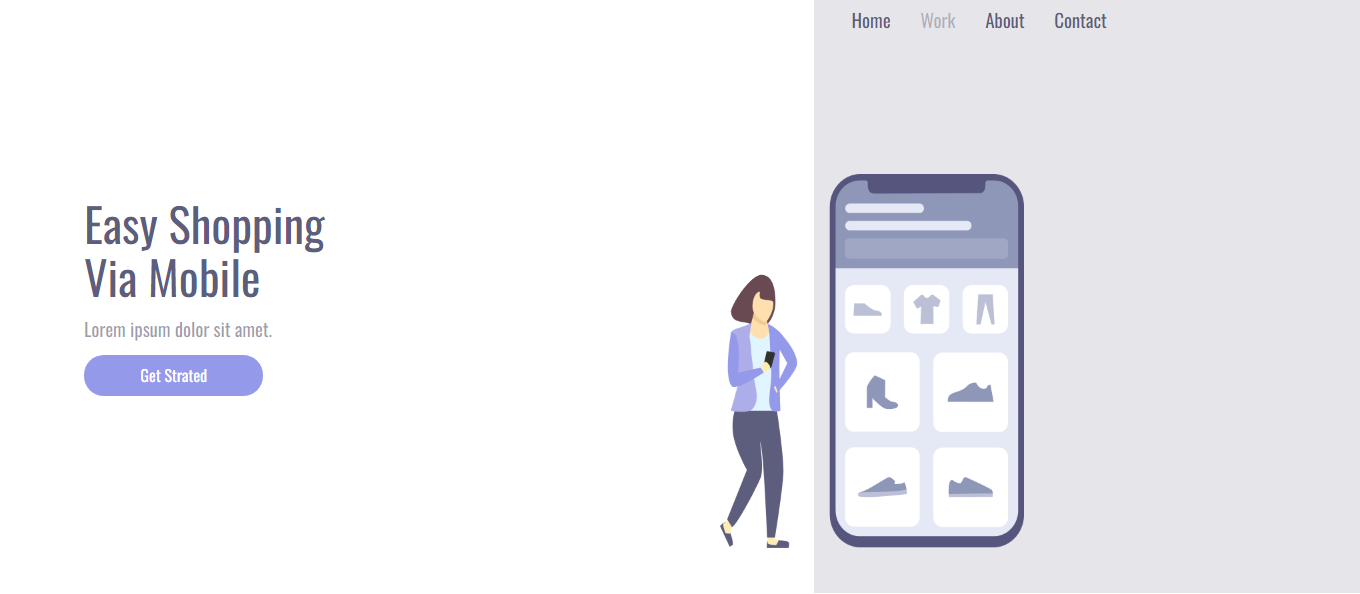 Home Work About Contact
Easy Shopping
Via Mobile
Lorem ipsum dolor sit amet.
Get Strated